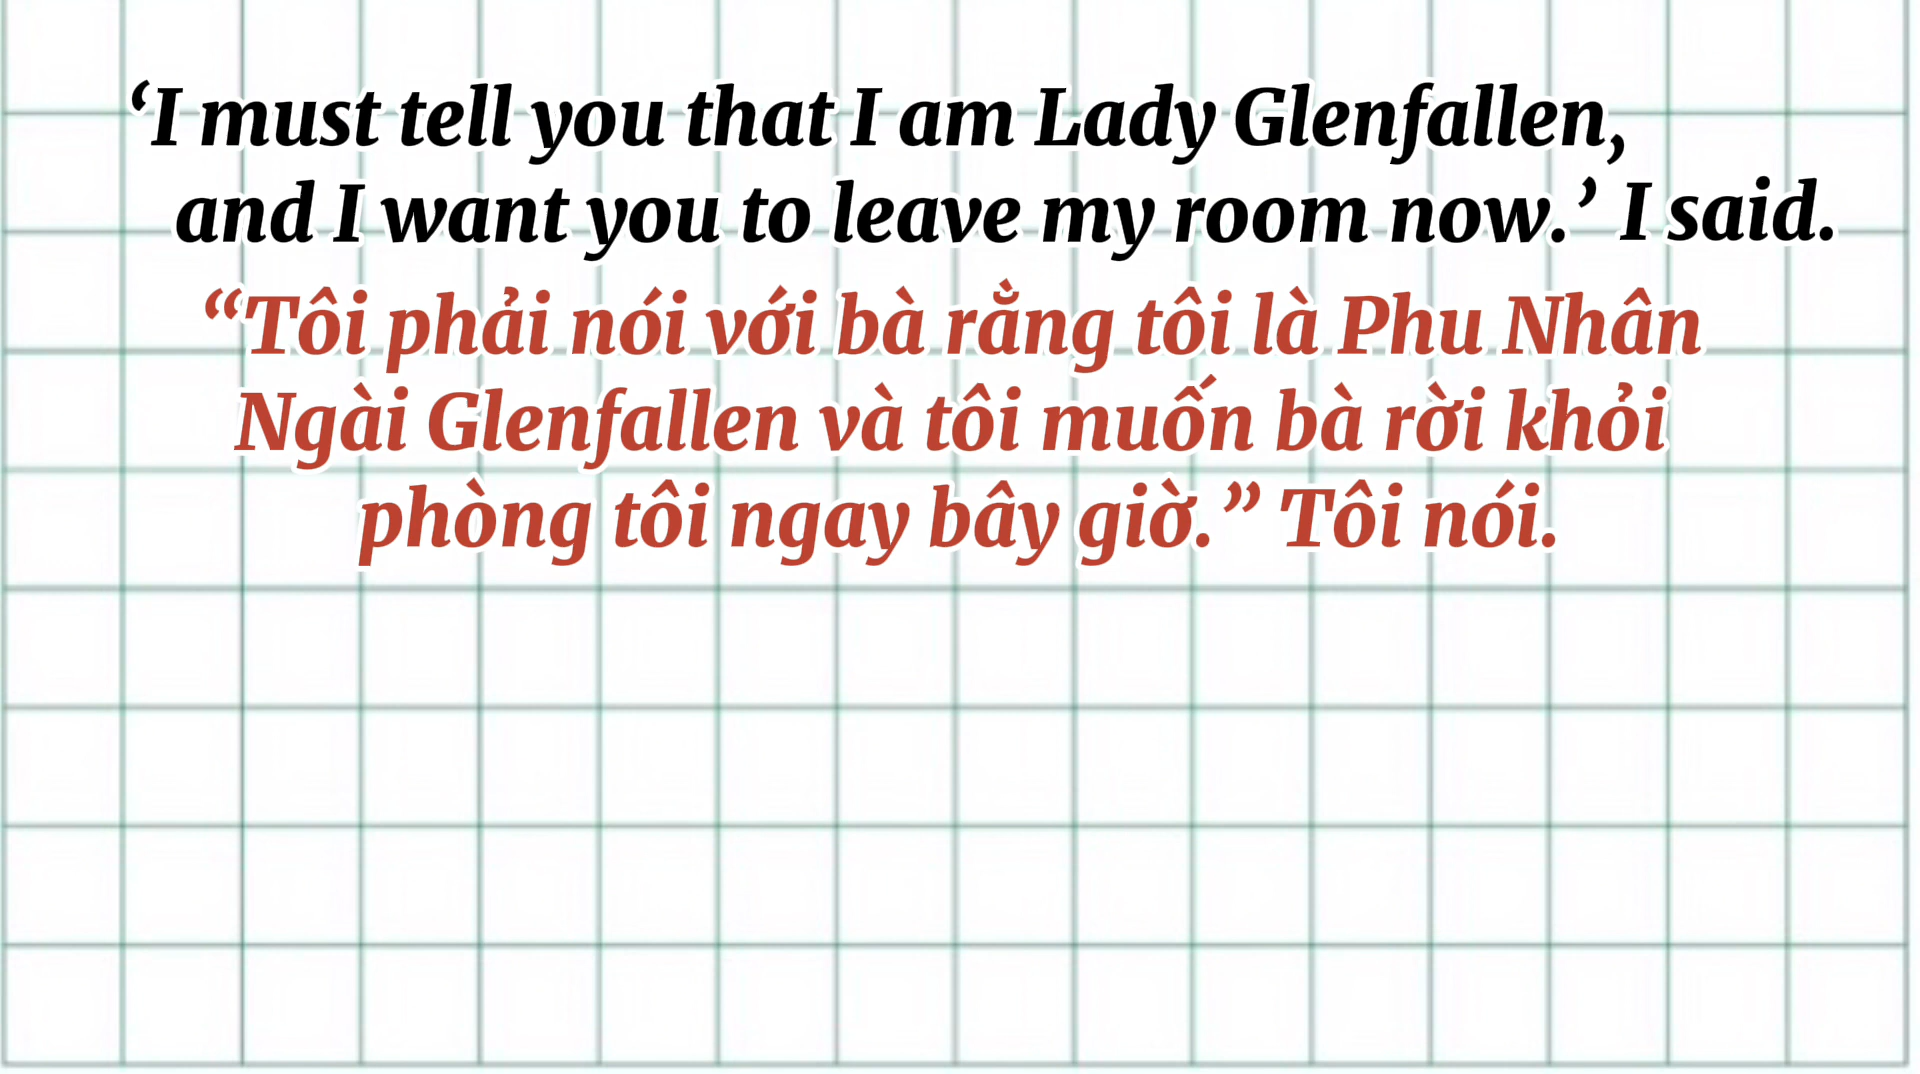 ‘I must tell you that I am Lady Glenfallen,
and I want you to leave my room now.’ I said.
“Tôi phải nói với bà rằng tôi là Phu Nhân
Ngài Glenfallen và tôi muốn bà rời khỏi
phòng tôi ngay bây giờ.” Tôi nói.